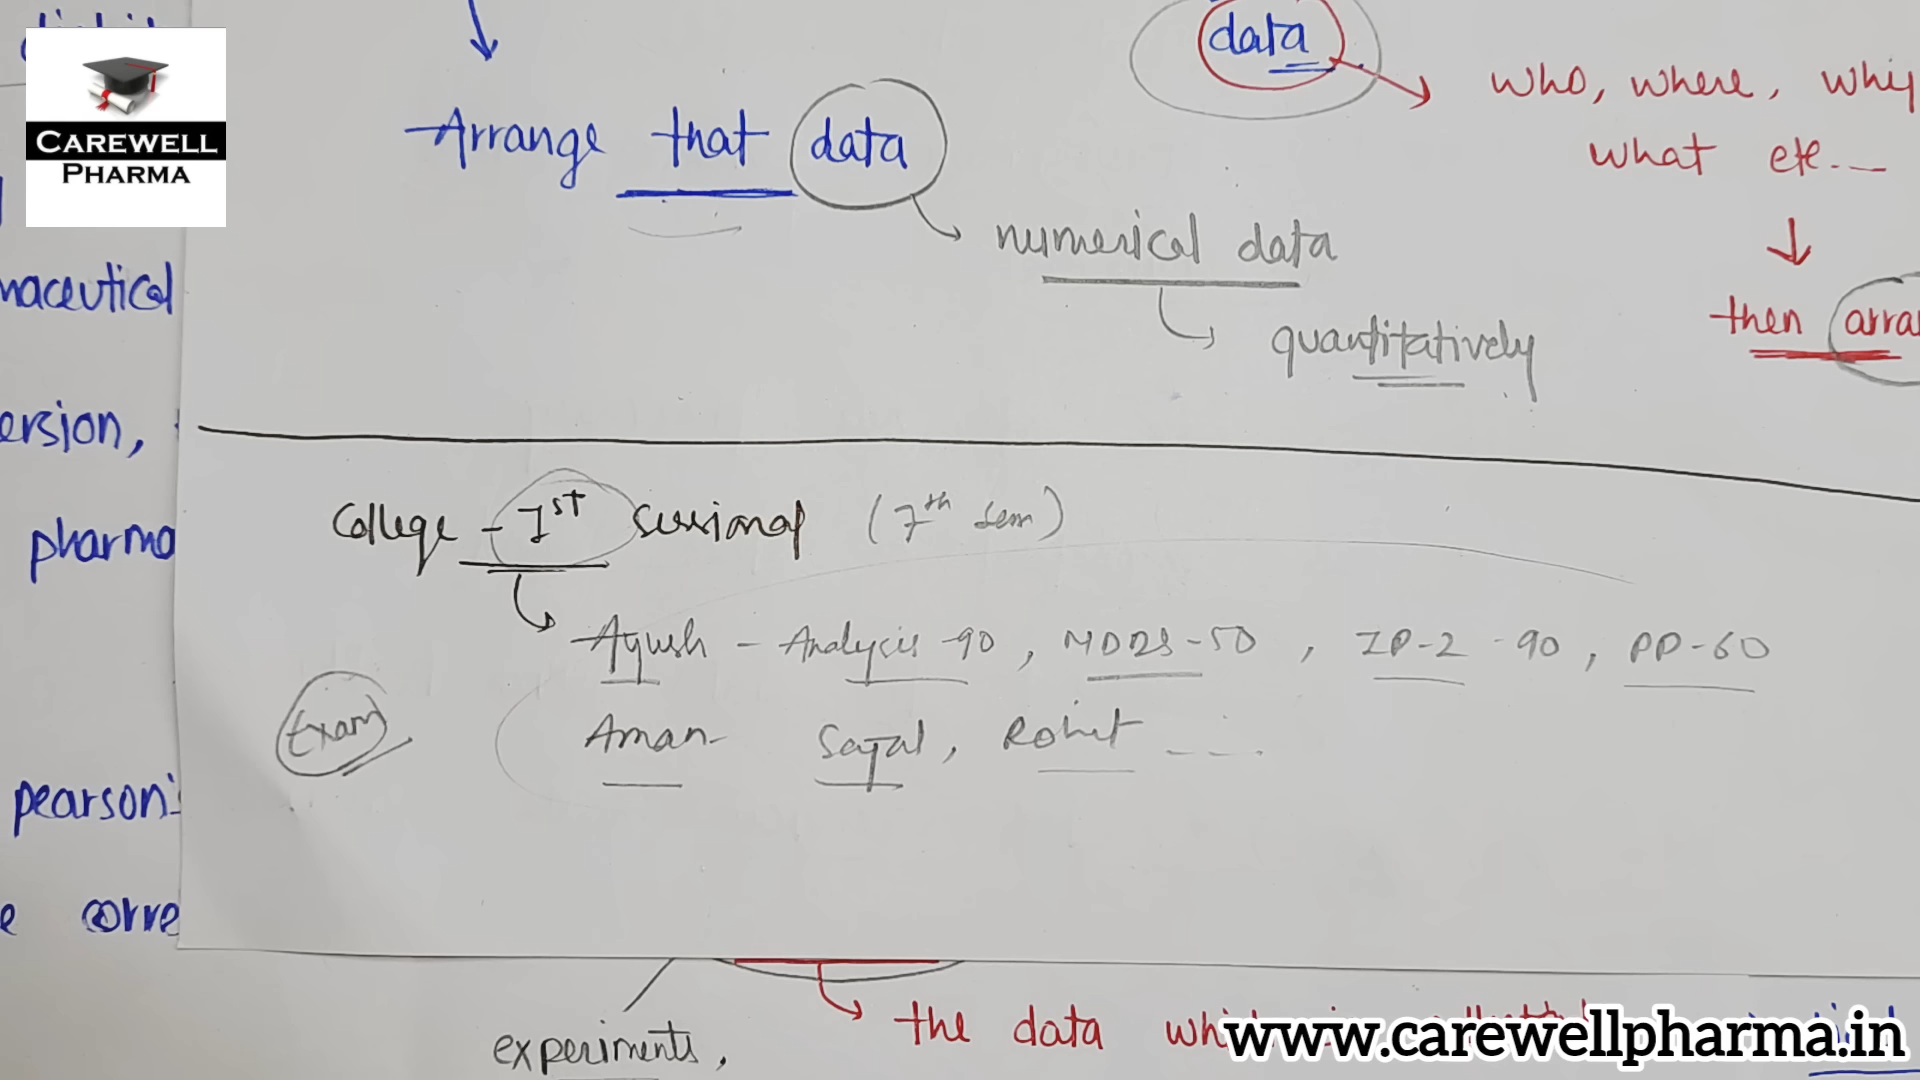 CAREWELL
PHARMA
data
who, where, why
what etc...
Arrange that data
numerical data
then arra
quantitatively
maceutical
ersion,
pharma
pearson's
e corre
College - 1st sessional (7th sem)
Ayush - Analysis-90, NDDS-50, IP-2-90, PP-60
Exam
Aman Sajal, Rohit ----
experiments,
the data
www.carewellpharma.in